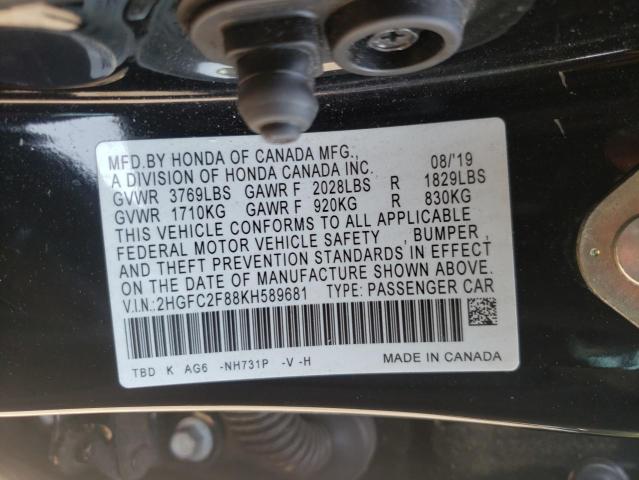 MFD.BY HONDA OF CANADA MFG., 08/'19
A DIVISION OF HONDA CANADA INC.
GVWR 3769LBS GAWR F 2028LBS R 1829LBS
GVWR 1710KG GAWR F 920KG R 830KG
THIS VEHICLE CONFORMS TO ALL APPLICABLE
FEDERAL MOTOR VEHICLE SAFETY , BUMPER ,
AND THEFT PREVENTION STANDARDS IN EFFECT
ON THE DATE OF MANUFACTURE SHOWN ABOVE.
V.I.N.:2HGFC2F88KH589681 TYPE: PASSENGER CAR
TBD K AG6 -NH731P -V -H MADE IN CANADA